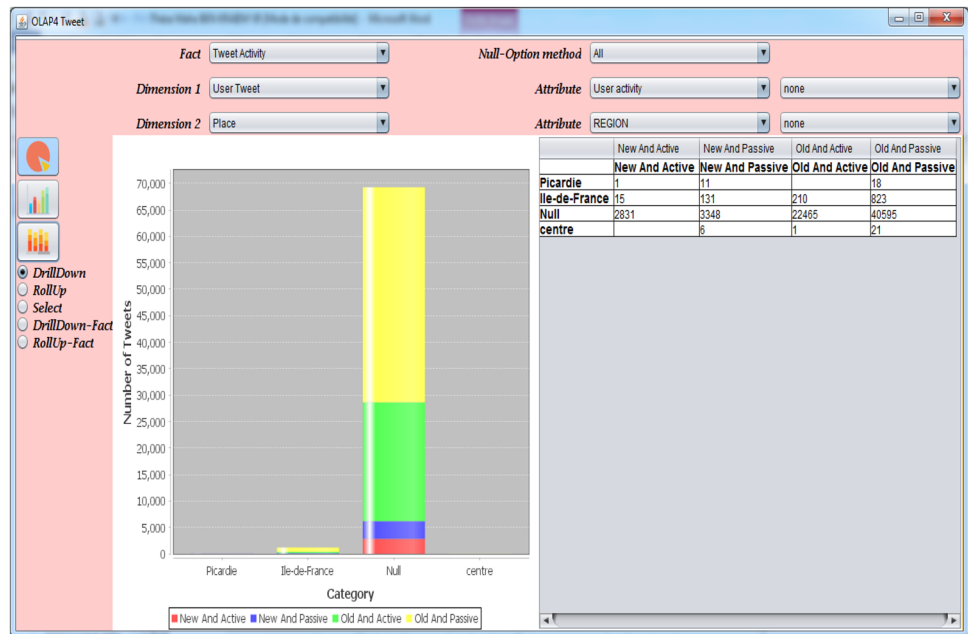 OLAP4 Tweet
Fact Tweet Activity Null-Option method All
Dimension 1 User Tweet Attribute User activity none
Dimension 2 Place Attribute REGION none
New And Active New And Passive Old And Active Old And Passive
New And Active New And Passive Old And Active Old And Passive
Picardie 1 11 18
Ile-de-France 15 131 210 823
Null 2831 3348 22465 40595
centre 6 1 21
DrillDown
RollUp
Select
DrillDown-Fact
RollUp-Fact
Number of Tweets
70,000
65,000
60,000
55,000
50,000
45,000
40,000
35,000
30,000
25,000
20,000
15,000
10,000
5,000
0
Picardie Ile-de-France Null centre
Category
New And Active New And Passive Old And Active Old And Passive